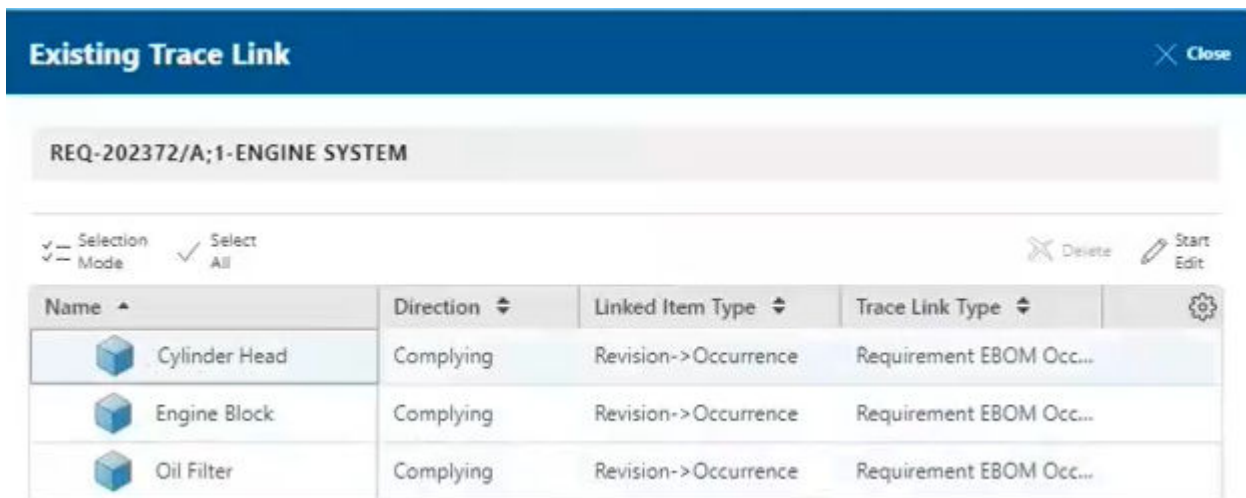 Existing Trace Link
Close
REQ-202372/A;1-ENGINE SYSTEM
Selection Mode
Select All
Delete
Start Edit
Name Direction Linked Item Type Trace Link Type
Cylinder Head Complying Revision->Occurrence Requirement EBOM Occ...
Engine Block Complying Revision->Occurrence Requirement EBOM Occ...
Oil Filter Complying Revision->Occurrence Requirement EBOM Occ...